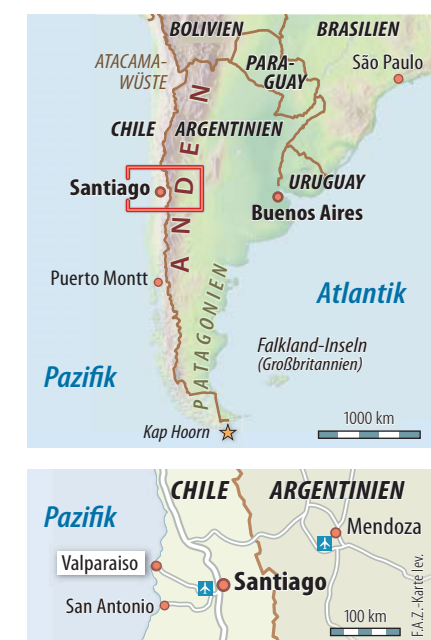 BOLIVIEN
BRASILIEN
ATACAMA-
WÜSTE
PARA-
GUAY
São Paulo
CHILE
ARGENTINIEN
ANDEN
Santiago
URUGUAY
Buenos Aires
Puerto Montt
PATAGONIEN
Atlantik
Falkland-Inseln
(Großbritannien)
Pazifik
Kap Hoorn
1000 km
CHILE
ARGENTINIEN
Pazifik
Mendoza
Valparaiso
Santiago
San Antonio
100 km
F.A.Z.-Karte lev.